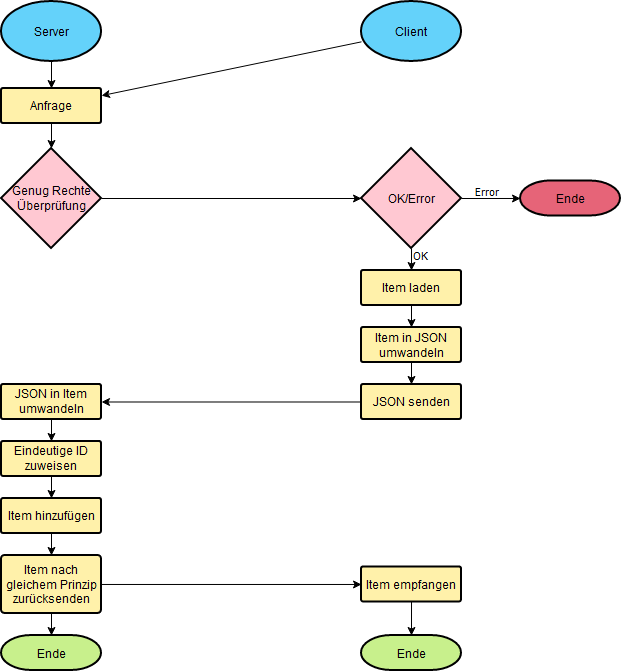 Server
Client
Anfrage
Genug Rechte
Überprüfung
OK/Error
Error
Ende
OK
Item laden
Item in JSON
umwandeln
JSON in Item
umwandeln
JSON senden
Eindeutige ID
zuweisen
Item hinzufügen
Item nach
gleichem Prinzip
zurücksenden
Item empfangen
Ende
Ende